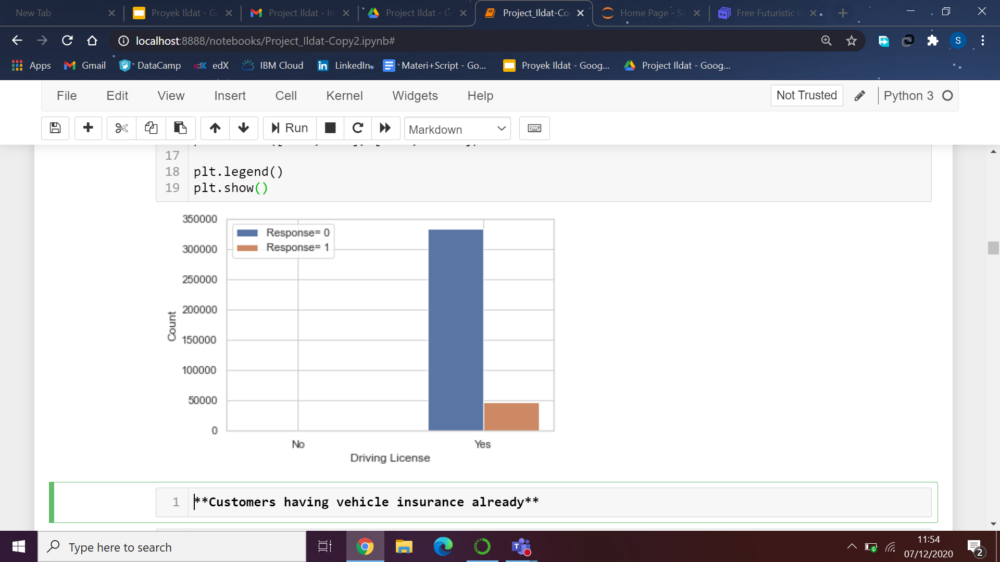 New Tab
Proyek Ildat - G
Project Ildat - In
Project Ildat - G
Project_Ildat-Co
Home Page - Se
Free Futuristic G
localhost:8888/notebooks/Project_Ildat-Copy2.ipynb#
S
Apps
Gmail
DataCamp
edX
IBM Cloud
LinkedIn
Materi+Script - Go...
Proyek Ildat - Goog...
Project Ildat - Goog...
File Edit View Insert Cell Kernel Widgets Help
Not Trusted
Python 3
Run
Markdown
17
18 plt.legend()
19 plt.show()
350000
300000
250000
200000
150000
100000
50000
0
Count
Response= 0
Response= 1
No
Yes
Driving License
1 **Customers having vehicle insurance already**
Type here to search
11:54
07/12/2020
2